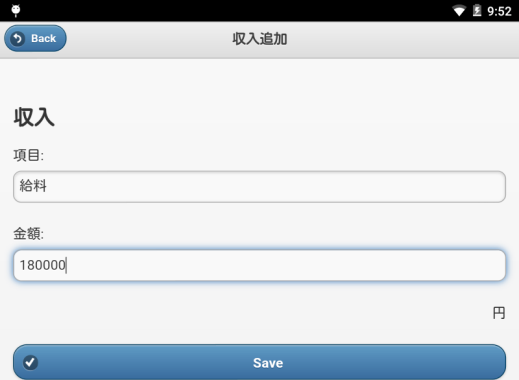 9:52
Back
収入追加
収入
項目:
給料
金額:
180000
円
Save